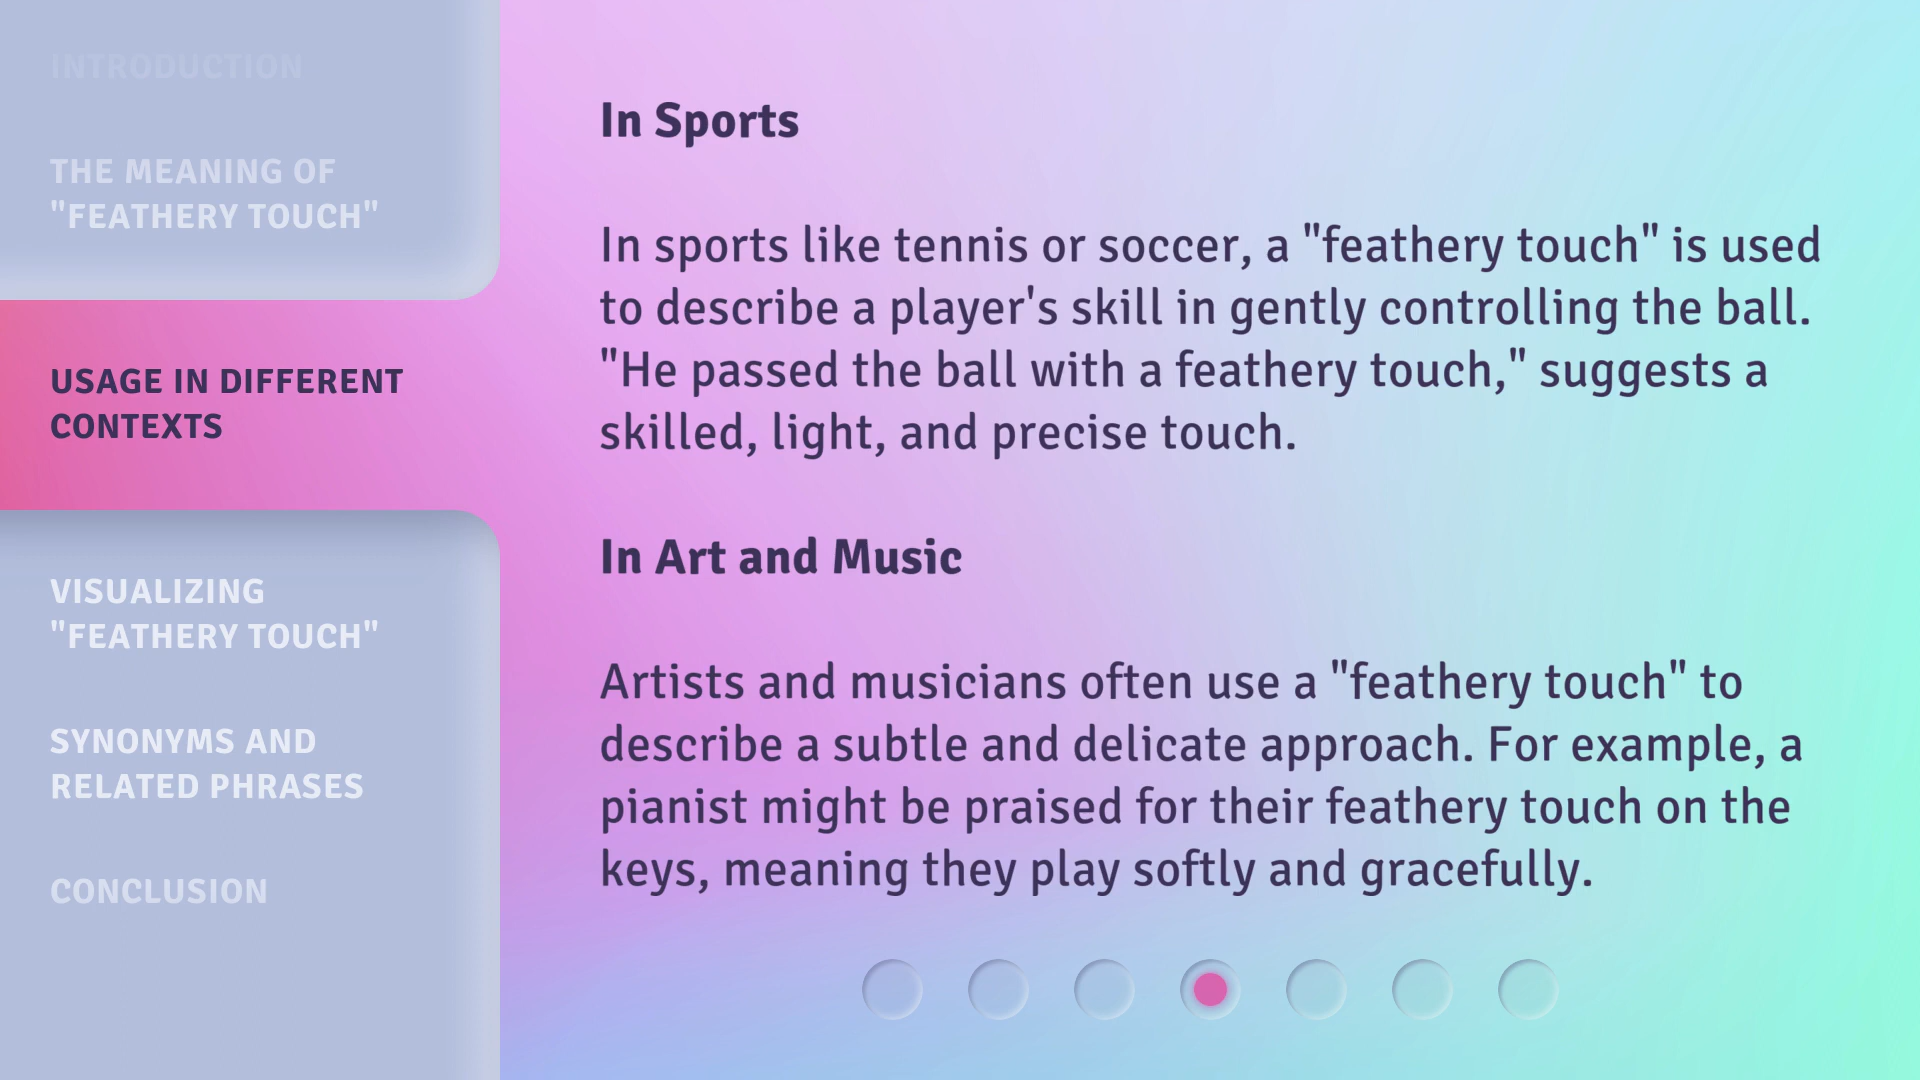 INTRODUCTION
THE MEANING OF
"FEATHERY TOUCH"
USAGE IN DIFFERENT
CONTEXTS
VISUALIZING
"FEATHERY TOUCH"
SYNONYMS AND
RELATED PHRASES
CONCLUSION
In Sports
In sports like tennis or soccer, a "feathery touch" is used
to describe a player's skill in gently controlling the ball.
"He passed the ball with a feathery touch," suggests a
skilled, light, and precise touch.
In Art and Music
Artists and musicians often use a "feathery touch" to
describe a subtle and delicate approach. For example, a
pianist might be praised for their feathery touch on the
keys, meaning they play softly and gracefully.